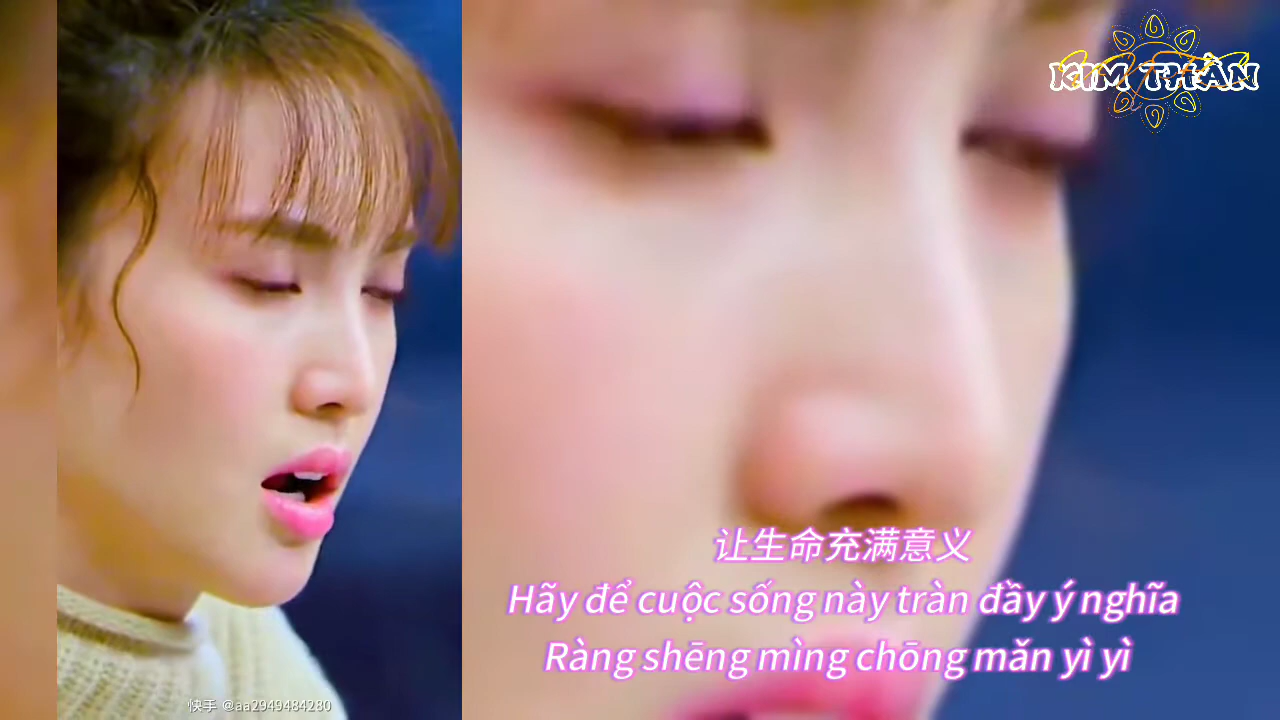 KIM THÂN
让生命充满意义
Hãy để cuộc sống này tràn đầy ý nghĩa
Ràng shēng mìng chōng mǎn yì yì
快手 @aa2949484280